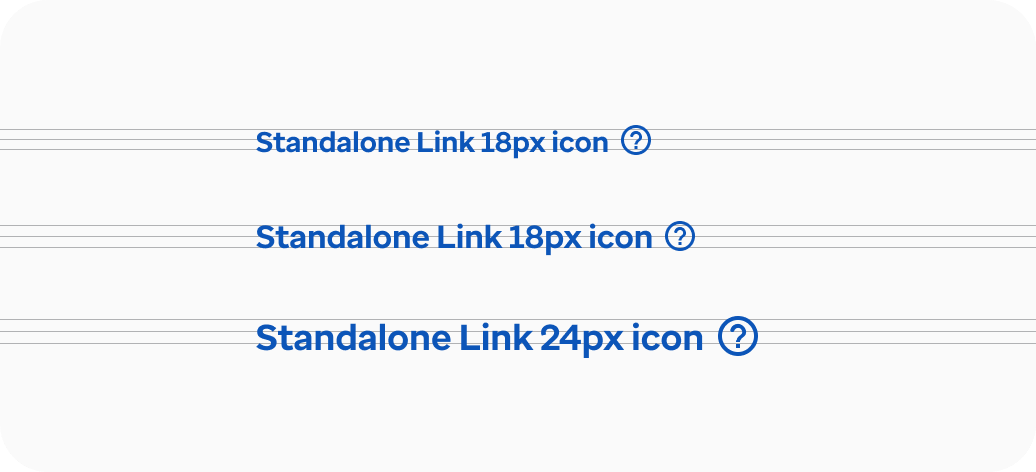 Standalone Link 18px icon ?
Standalone Link 18px icon ?
Standalone Link 24px icon ?